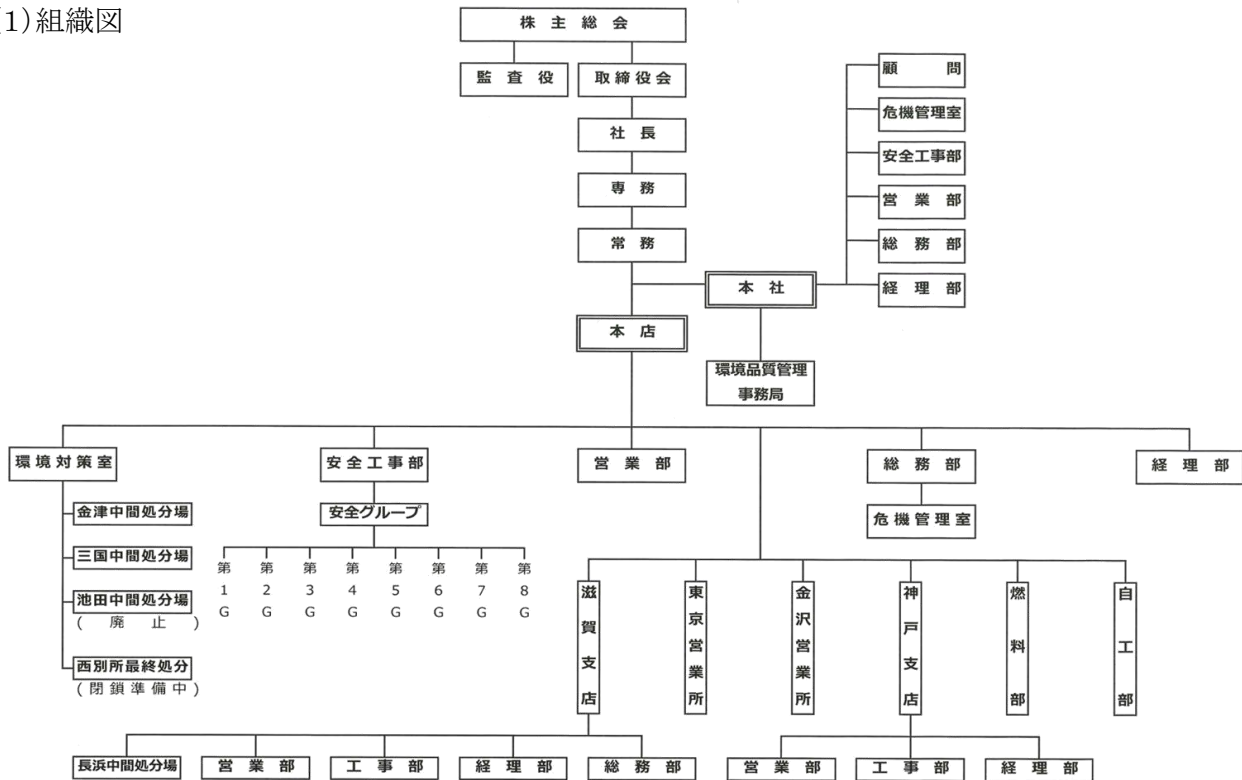 1)組織図
株主総会
監査役
取締役会
社長
専務
常務
本社
本店
環境品質管理
事務局
顧問
危機管理室
安全工事部
営業部
総務部
経理部
環境対策室
安全工事部
営業部
総務部
経理部
金津中間処分場
三国中間処分場
池田中間処分場
(廃止)
西別所最終処分
(閉鎖準備中)
安全グループ
第1G
第2G
第3G
第4G
第5G
第6G
第7G
第8G
危機管理室
滋賀支店
東京営業所
金沢営業所
神戸支店
燃料部
自工部
長浜中間処分場
営業部
工事部
経理部
総務部
営業部
工事部
経理部